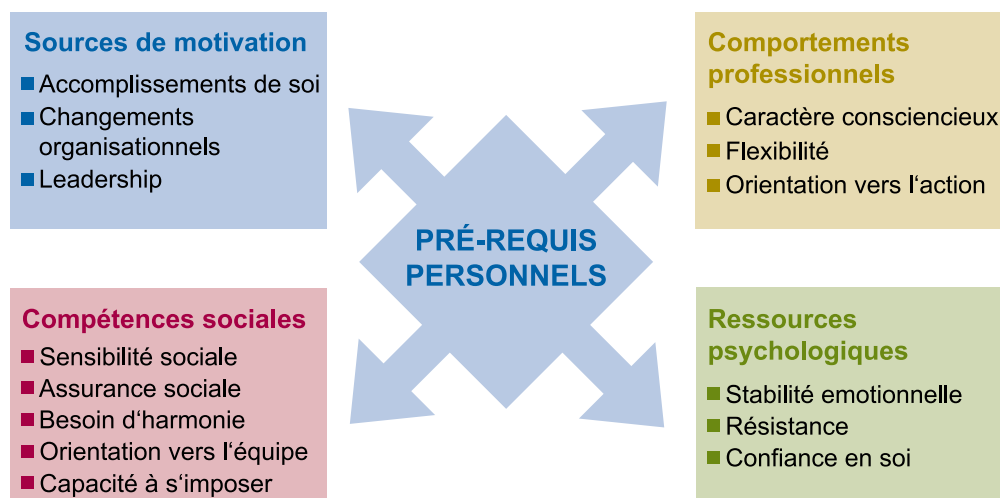 Sources de motivation
Accomplissements de soi
Changements
organisationnels
Leadership
Comportements
professionnels
Caractère consciencieux
Flexibilité
Orientation vers l‘action
PRÉ-REQUIS
PERSONNELS
Compétences sociales
Sensibilité sociale
Assurance sociale
Besoin d‘harmonie
Orientation vers l‘équipe
Capacité à s‘imposer
Ressources
psychologiques
Stabilité emotionnelle
Résistance
Confiance en soi